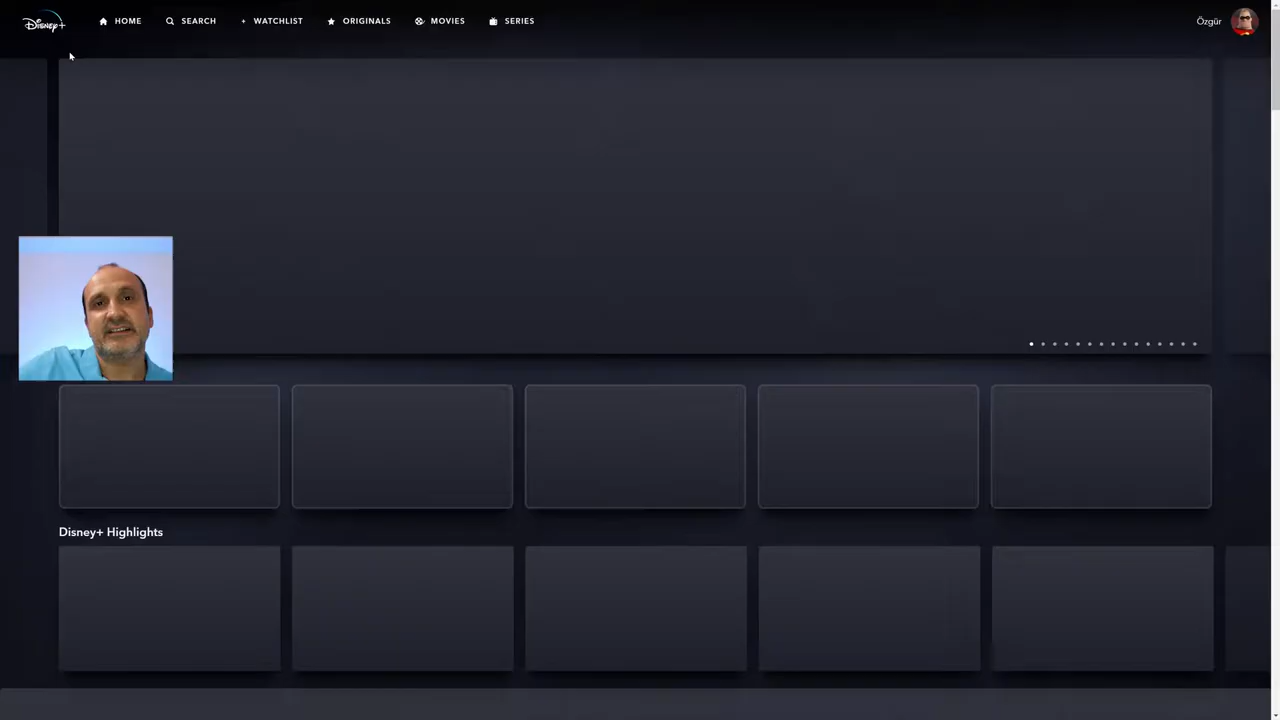 Disney+
HOME
SEARCH
WATCHLIST
ORIGINALS
MOVIES
SERIES
Özgür
Disney+ Highlights